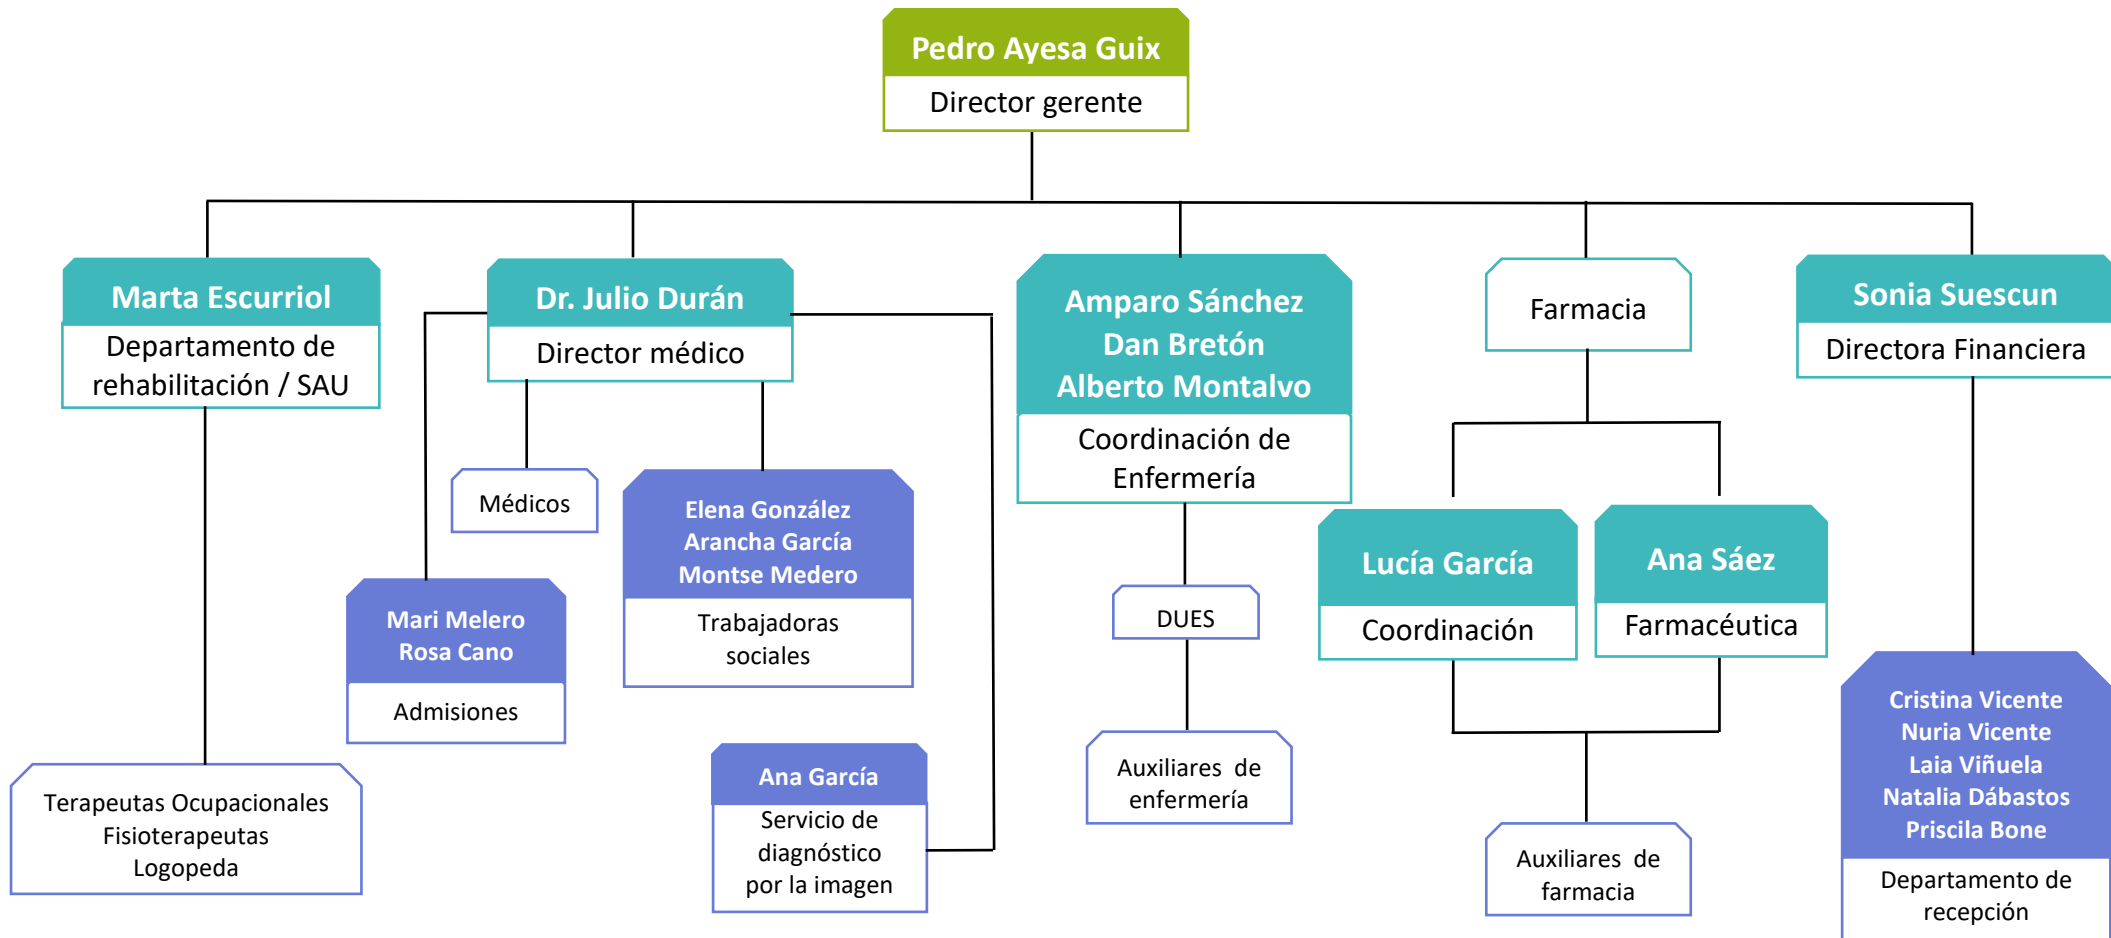 Pedro Ayesa Guix
Director gerente
Marta Escurriol
Departamento de
rehabilitación / SAU
Dr. Julio Durán
Director médico
Amparo Sánchez
Dan Bretón
Alberto Montalvo
Coordinación de
Enfermería
Farmacia
Sonia Suescun
Directora Financiera
Médicos
Elena González
Arancha García
Montse Medero
Trabajadoras
sociales
Mari Melero
Rosa Cano
Admisiones
DUES
Lucía García
Coordinación
Ana Sáez
Farmacéutica
Terapeutas Ocupacionales
Fisioterapeutas
Logopeda
Ana García
Servicio de
diagnóstico
por la imagen
Auxiliares de
enfermería
Auxiliares de
farmacia
Cristina Vicente
Nuria Vicente
Laia Viñuela
Natalia Dábastos
Priscila Bone
Departamento de
recepción